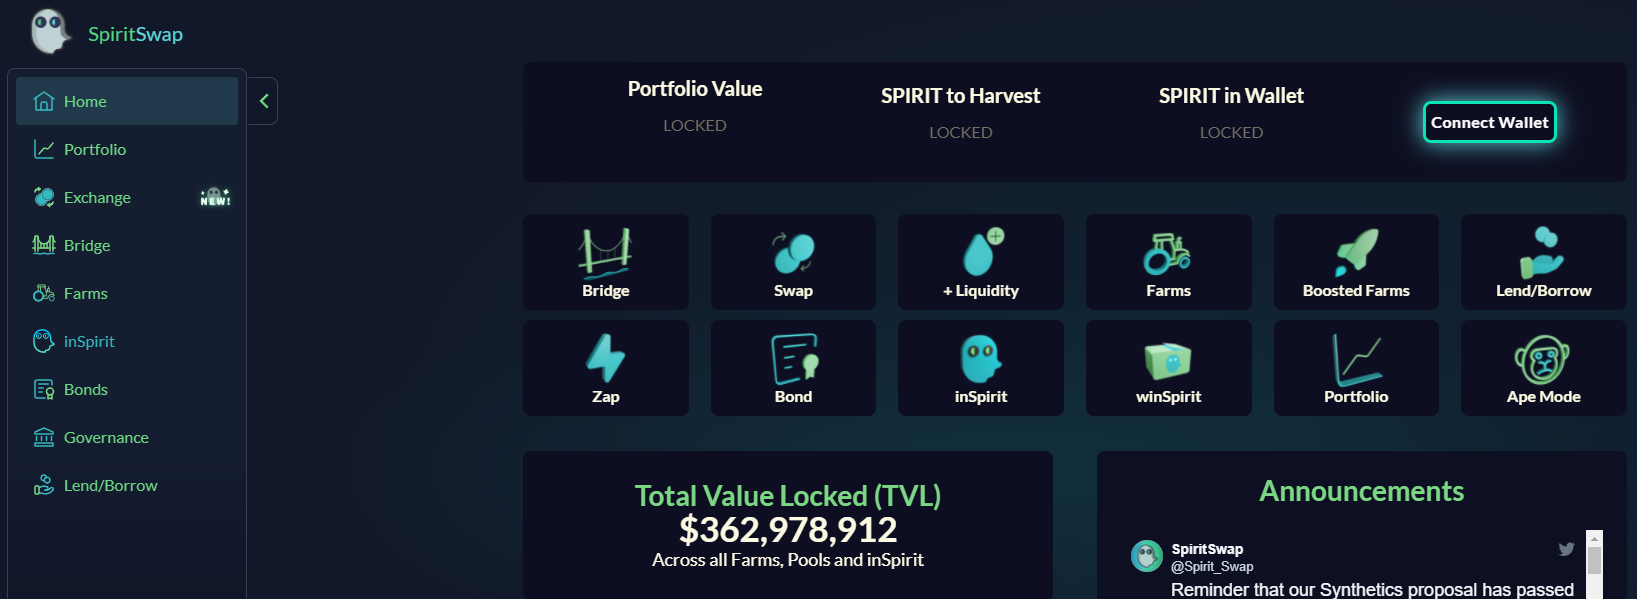 SpiritSwap
Home
Portfolio
Exchange
NEW!
Bridge
Farms
inSpirit
Bonds
Governance
Lend/Borrow
Portfolio Value
LOCKED
SPIRIT to Harvest
LOCKED
SPIRIT in Wallet
LOCKED
Connect Wallet
Bridge
Swap
+ Liquidity
Farms
Boosted Farms
Lend/Borrow
Zap
Bond
inSpirit
winSpirit
Portfolio
Ape Mode
Total Value Locked (TVL)
$362,978,912
Across all Farms, Pools and inSpirit
Announcements
SpiritSwap
@Spirit_Swap
Reminder that our Synthetics proposal has passed